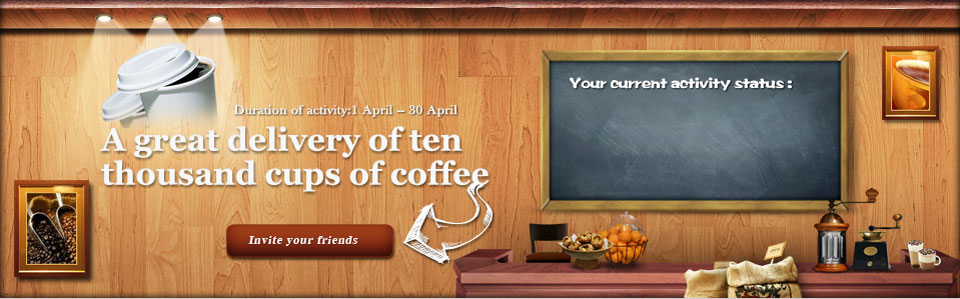 Duration of activity:1 April – 30 April
A great delivery of ten
thousand cups of coffee
Invite your friends
Your current activity status :